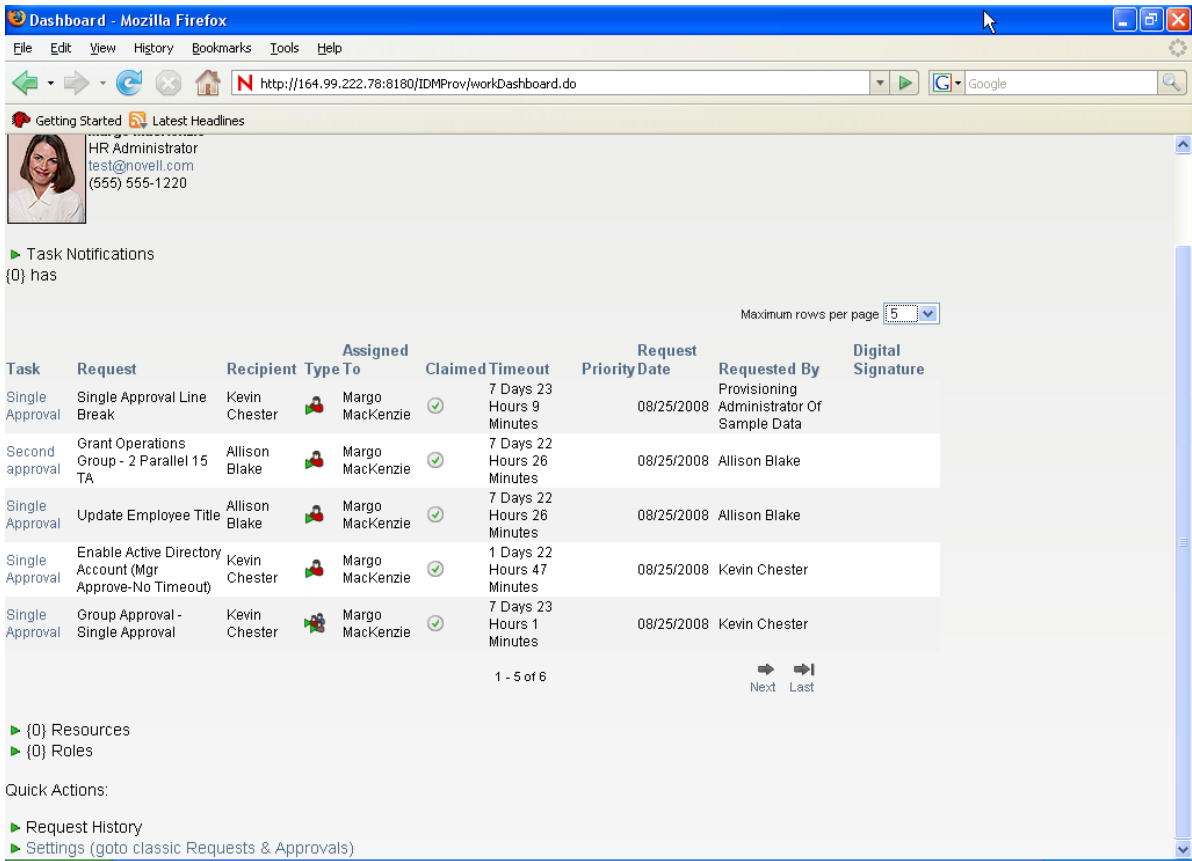 Dashboard - Mozilla Firefox
File Edit View History Bookmarks Tools Help
http://164.99.222.78:8180/IDMProv/workDashboard.do
G Google
Getting Started Latest Headlines
HR Administrator
test@novell.com
(555) 555-1220
Task Notifications
{0} has
Maximum rows per page 5
Task Request Recipient Type Assigned To Claimed Timeout Priority Request Date Requested By Digital Signature
Single Approval Single Approval Line Break Kevin Chester Margo MacKenzie 7 Days 23 Hours 9 Minutes 08/25/2008 Provisioning Administrator Of Sample Data
Second approval Grant Operations Group - 2 Parallel 15 TA Allison Blake Margo MacKenzie 7 Days 22 Hours 26 Minutes 08/25/2008 Allison Blake
Single Approval Update Employee Title Allison Blake Margo MacKenzie 7 Days 22 Hours 26 Minutes 08/25/2008 Allison Blake
Single Approval Enable Active Directory Account (Mgr Approve-No Timeout) Kevin Chester Margo MacKenzie 1 Days 22 Hours 47 Minutes 08/25/2008 Kevin Chester
Single Approval Group Approval - Single Approval Kevin Chester Margo MacKenzie 7 Days 23 Hours 1 Minutes 08/25/2008 Kevin Chester
1 - 5 of 6
Next Last
{0} Resources
{0} Roles
Quick Actions:
Request History
Settings (goto classic Requests & Approvals)